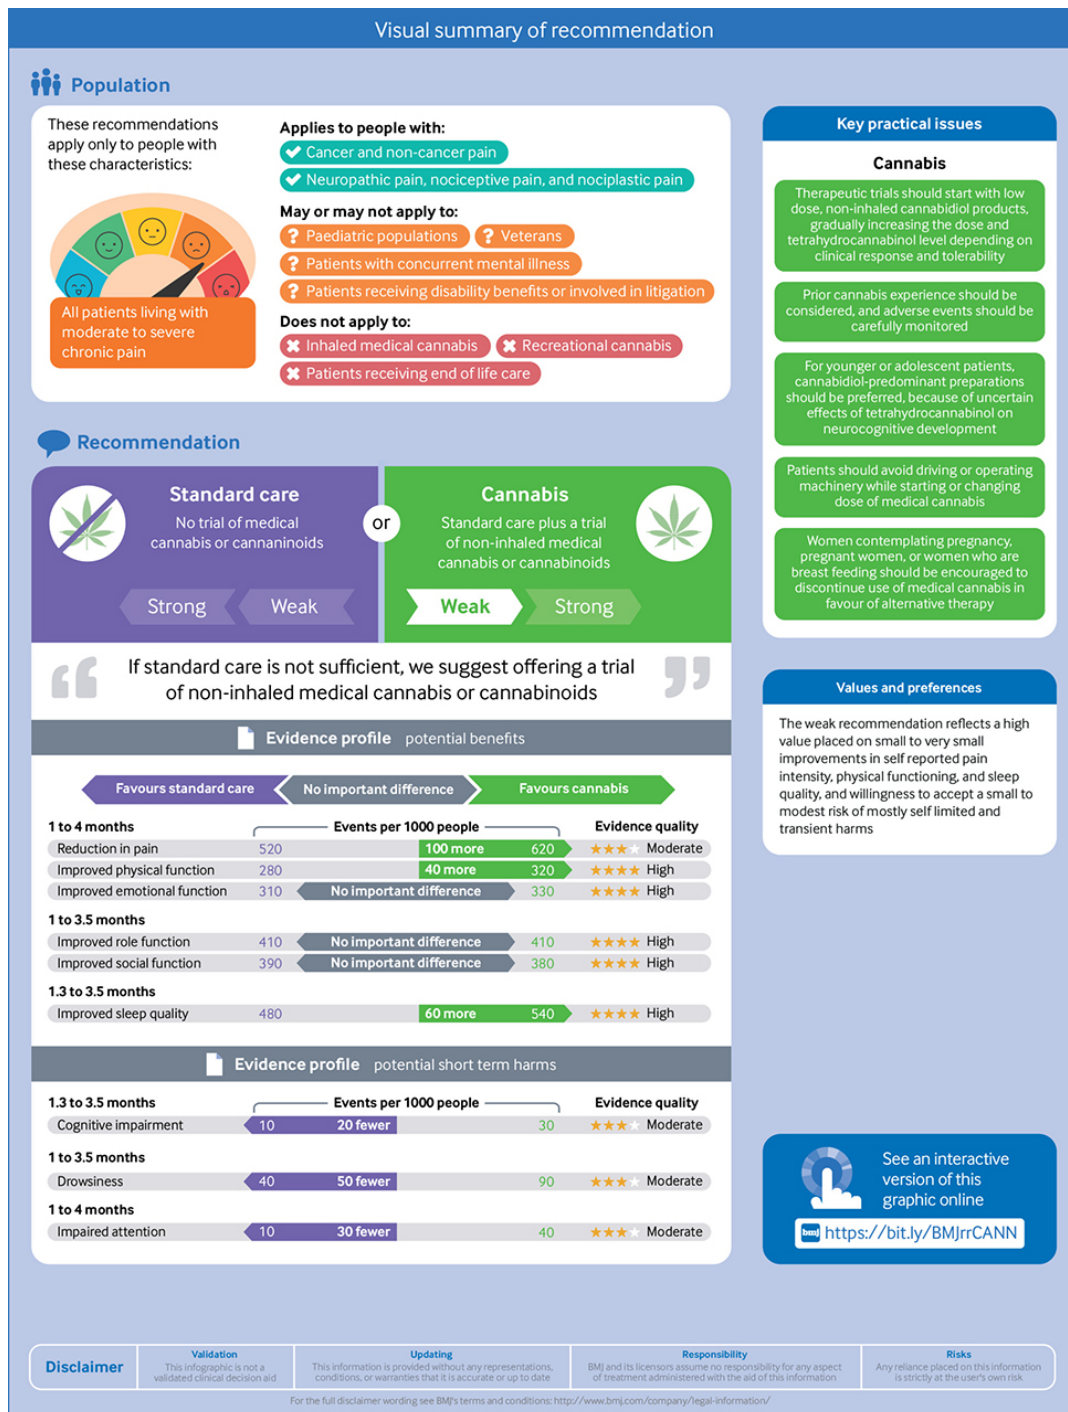 Visual summary of recommendation
Population
These recommendations
apply only to people with
these characteristics:
All patients living with
moderate to severe
chronic pain
Applies to people with:
Cancer and non-cancer pain
Neuropathic pain, nociceptive pain, and nociplastic pain
May or may not apply to:
? Paediatric populations ? Veterans
? Patients with concurrent mental illness
? Patients receiving disability benefits or involved in litigation
Does not apply to:
Inhaled medical cannabis Recreational cannabis
Patients receiving end of life care
Recommendation
Standard care
No trial of medical
cannabis or cannaninoids
Strong Weak
or
Cannabis
Standard care plus a trial
of non-inhaled medical
cannabis or cannabinoids
Weak Strong
“ If standard care is not sufficient, we suggest offering a trial
of non-inhaled medical cannabis or cannabinoids ”
Evidence profile potential benefits
Favours standard care No important difference Favours cannabis
1 to 4 months Events per 1000 people Evidence quality
Reduction in pain 520 100 more 620 Moderate
Improved physical function 280 40 more 320 High
Improved emotional function 310 No important difference 330 High
1 to 3.5 months
Improved role function 410 No important difference 410 High
Improved social function 390 No important difference 380 High
1.3 to 3.5 months
Improved sleep quality 480 60 more 540 High
Evidence profile potential short term harms
1.3 to 3.5 months Events per 1000 people Evidence quality
Cognitive impairment 10 20 fewer 30 Moderate
1 to 3.5 months
Drowsiness 40 50 fewer 90 Moderate
1 to 4 months
Impaired attention 10 30 fewer 40 Moderate
Key practical issues
Cannabis
Therapeutic trials should start with low
dose, non-inhaled cannabidiol products,
gradually increasing the dose and
tetrahydrocannabinol level depending on
clinical response and tolerability
Prior cannabis experience should be
considered, and adverse events should be
carefully monitored
For younger or adolescent patients,
cannabidiol-predominant preparations
should be preferred, because of uncertain
effects of tetrahydrocannabinol on
neurocognitive development
Patients should avoid driving or operating
machinery while starting or changing
dose of medical cannabis
Women contemplating pregnancy,
pregnant women, or women who are
breast feeding should be encouraged to
discontinue use of medical cannabis in
favour of alternative therapy
Values and preferences
The weak recommendation reflects a high
value placed on small to very small
improvements in self reported pain
intensity, physical functioning, and sleep
quality, and willingness to accept a small to
modest risk of mostly self limited and
transient harms
See an interactive
version of this
graphic online
bmj https://bit.ly/BMJrrCANN
Disclaimer
Validation
This infographic is not a
validated clinical decision aid
Updating
This information is provided without any representations,
conditions, or warranties that it is accurate or up to date
Responsibility
BMJ and its licensors assume no responsibility for any aspect
of treatment administered with the aid of this information
Risks
Any reliance placed on this information
is strictly at the user's own risk
For the full disclaimer wording see BMJ's terms and conditions: http://www.bmj.com/company/legal-information/